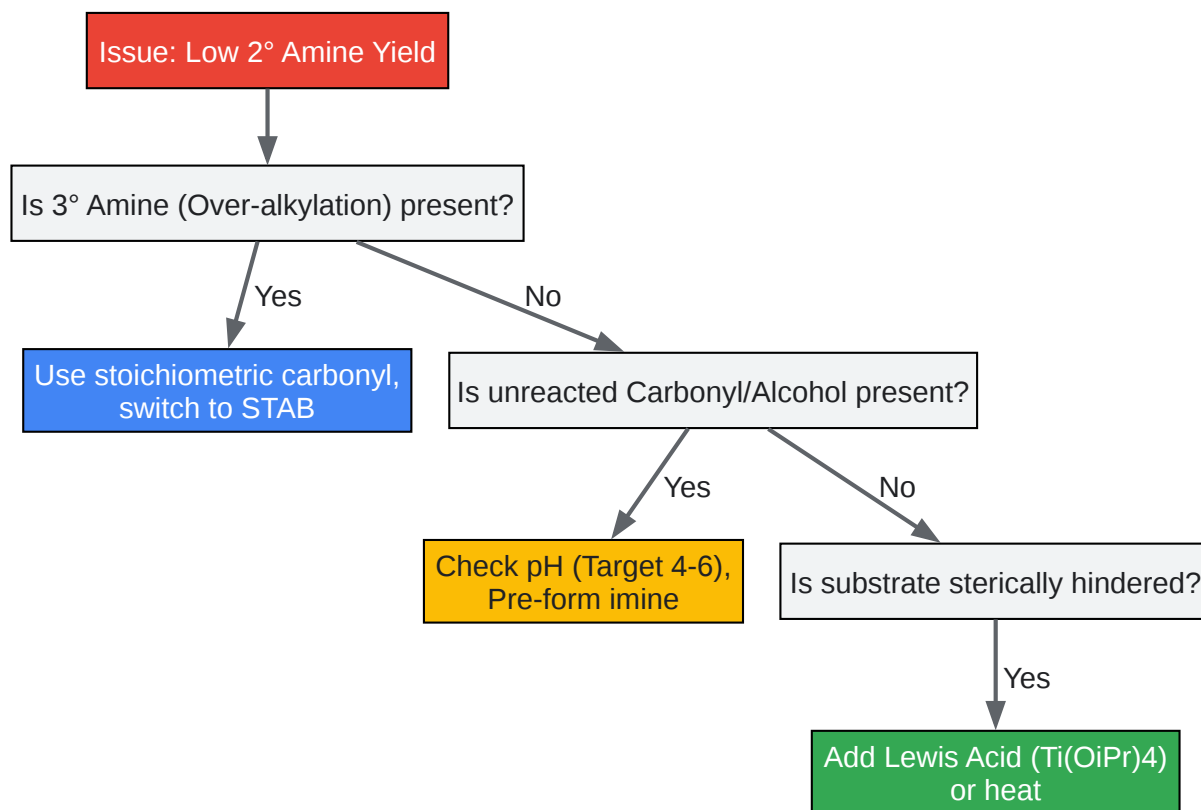 Issue: Low 2° Amine Yield
Is 3° Amine (Over-alkylation) present?
Yes
No
Use stoichiometric carbonyl,
switch to STAB
Is unreacted Carbonyl/Alcohol present?
Yes
No
Check pH (Target 4-6),
Pre-form imine
Is substrate sterically hindered?
Yes
Add Lewis Acid (Ti(OiPr)4)
or heat